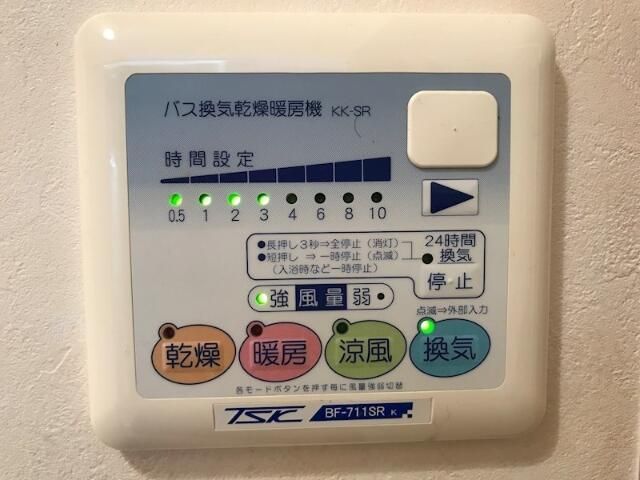 バス換気乾燥暖房機 KK-SR
時間設定
0.5 1 2 3 4 6 8 10
●長押し3秒⇒全停止(消灯)
●短押し ⇒一時停止(点滅)
(入浴時など一時停止)
24時間
換気
停止
強 風量 弱
点滅⇒外部入力
乾燥 暖房 涼風 換気
各モードボタンを押す毎に風量強弱切替
TSK BF-711SR K